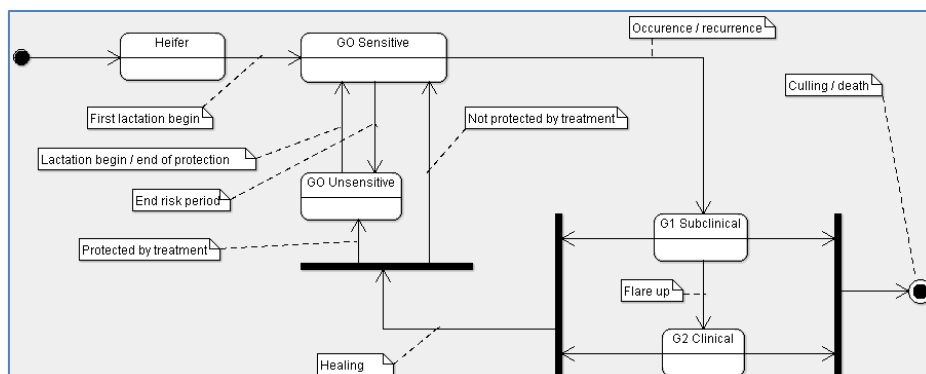 Heifer
GO Sensitive
Occurence / recurrence
Culling / death
First lactation begin
Not protected by treatment
Lactation begin / end of protection
GO Unsensitive
End risk period
Protected by treatment
G1 Subclinical
Flare up
G2 Clinical
Healing